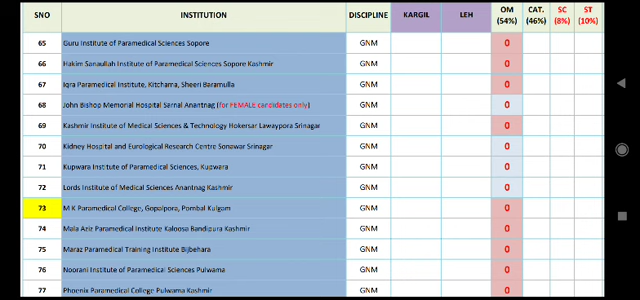 SNO INSTITUTION DISCIPLINE KARGIL LEH OM (54%) CAT. (46%) SC (8%) ST (10%)
65 Guru Institute of Paramedical Sciences Sopore GNM 0
66 Hakim Sanaullah Institute of Paramedical Sciences Sopore Kashmir GNM 0
67 Iqra Paramedical Institute, Kitchama, Sheeri Baramulla GNM 0
68 John Bishop Memorial Hospital Sarnal Anantnag (for FEMALE candidates only) GNM 0
69 Kashmir Institute of Medical Sciences & Technology Hokersar Lawaypora Srinagar GNM 0
70 Kidney Hospital and Eurological Research Centre Sonawar Srinagar GNM 0
71 Kupwara Institute of Paramedical Sciences, Kupwara GNM 0
72 Lords Institute of Medical Sciences Anantnag Kashmir GNM 0
73 M K Paramedical College, Gopalpora, Pombai Kulgam GNM 0
74 Mala Aziz Paramedical Institute Kaloosa Bandipura Kashmir GNM 0
75 Maraz Paramedical Training Institute Bijbehara GNM 0
76 Noorani Institute of Paramedical Sciences Pulwama GNM 0
77 Phoenix Paramedical College Pulwama Kashmir GNM 0